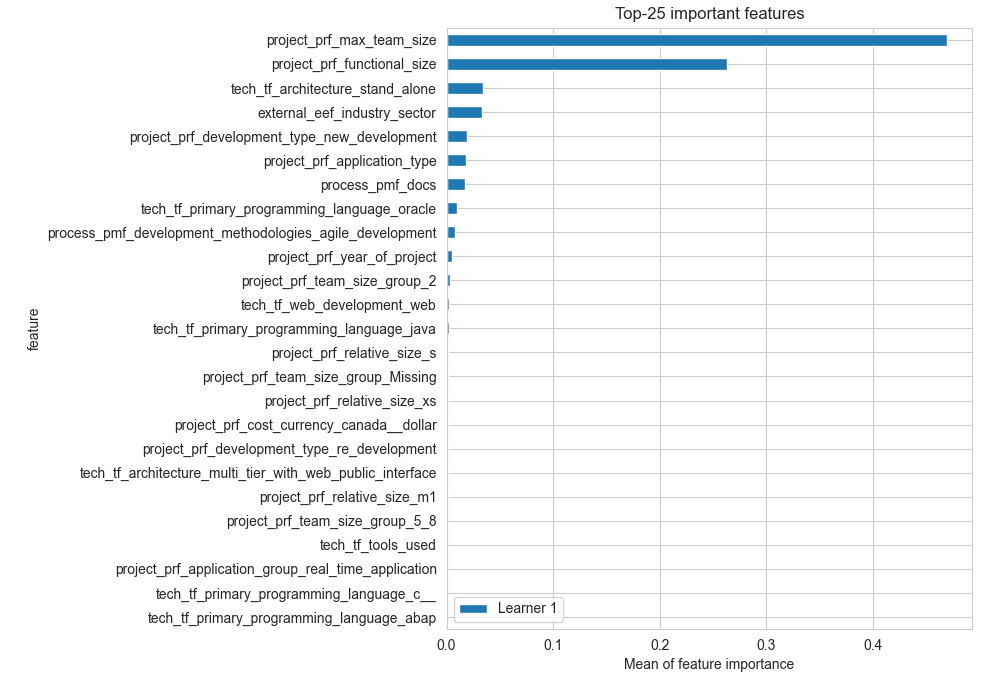 Top-25 important features
project_prf_max_team_size
project_prf_functional_size
tech_tf_architecture_stand_alone
external_eef_industry_sector
project_prf_development_type_new_development
project_prf_application_type
process_pmf_docs
tech_tf_primary_programming_language_oracle
process_pmf_development_methodologies_agile_development
project_prf_year_of_project
project_prf_team_size_group_2
tech_tf_web_development_web
tech_tf_primary_programming_language_java
project_prf_relative_size_s
project_prf_team_size_group_Missing
project_prf_relative_size_xs
project_prf_cost_currency_canada__dollar
project_prf_development_type_re_development
tech_tf_architecture_multi_tier_with_web_public_interface
project_prf_relative_size_m1
project_prf_team_size_group_5_8
tech_tf_tools_used
project_prf_application_group_real_time_application
tech_tf_primary_programming_language_c__
tech_tf_primary_programming_language_abap
feature
Learner 1
0.0 0.1 0.2 0.3 0.4
Mean of feature importance